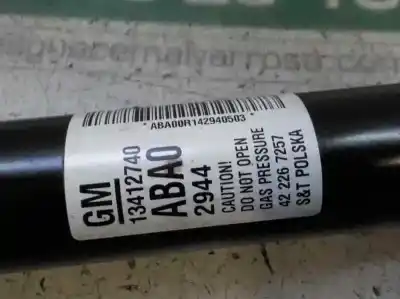 ABA00R142940503
GM
13412740
ABA0
2944
CAUTION!
DO NOT OPEN
GAS PRESSURE
42 226 7257
S&T POLSKA